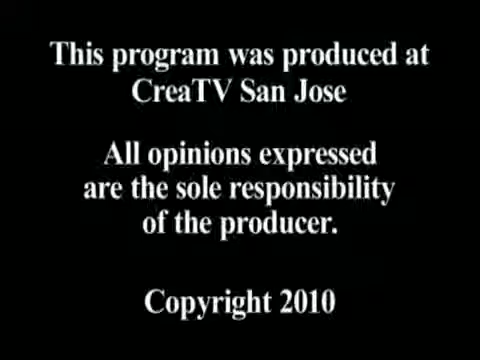 This program was produced at
CreaTV San Jose
All opinions expressed
are the sole responsibility
of the producer.
Copyright 2010